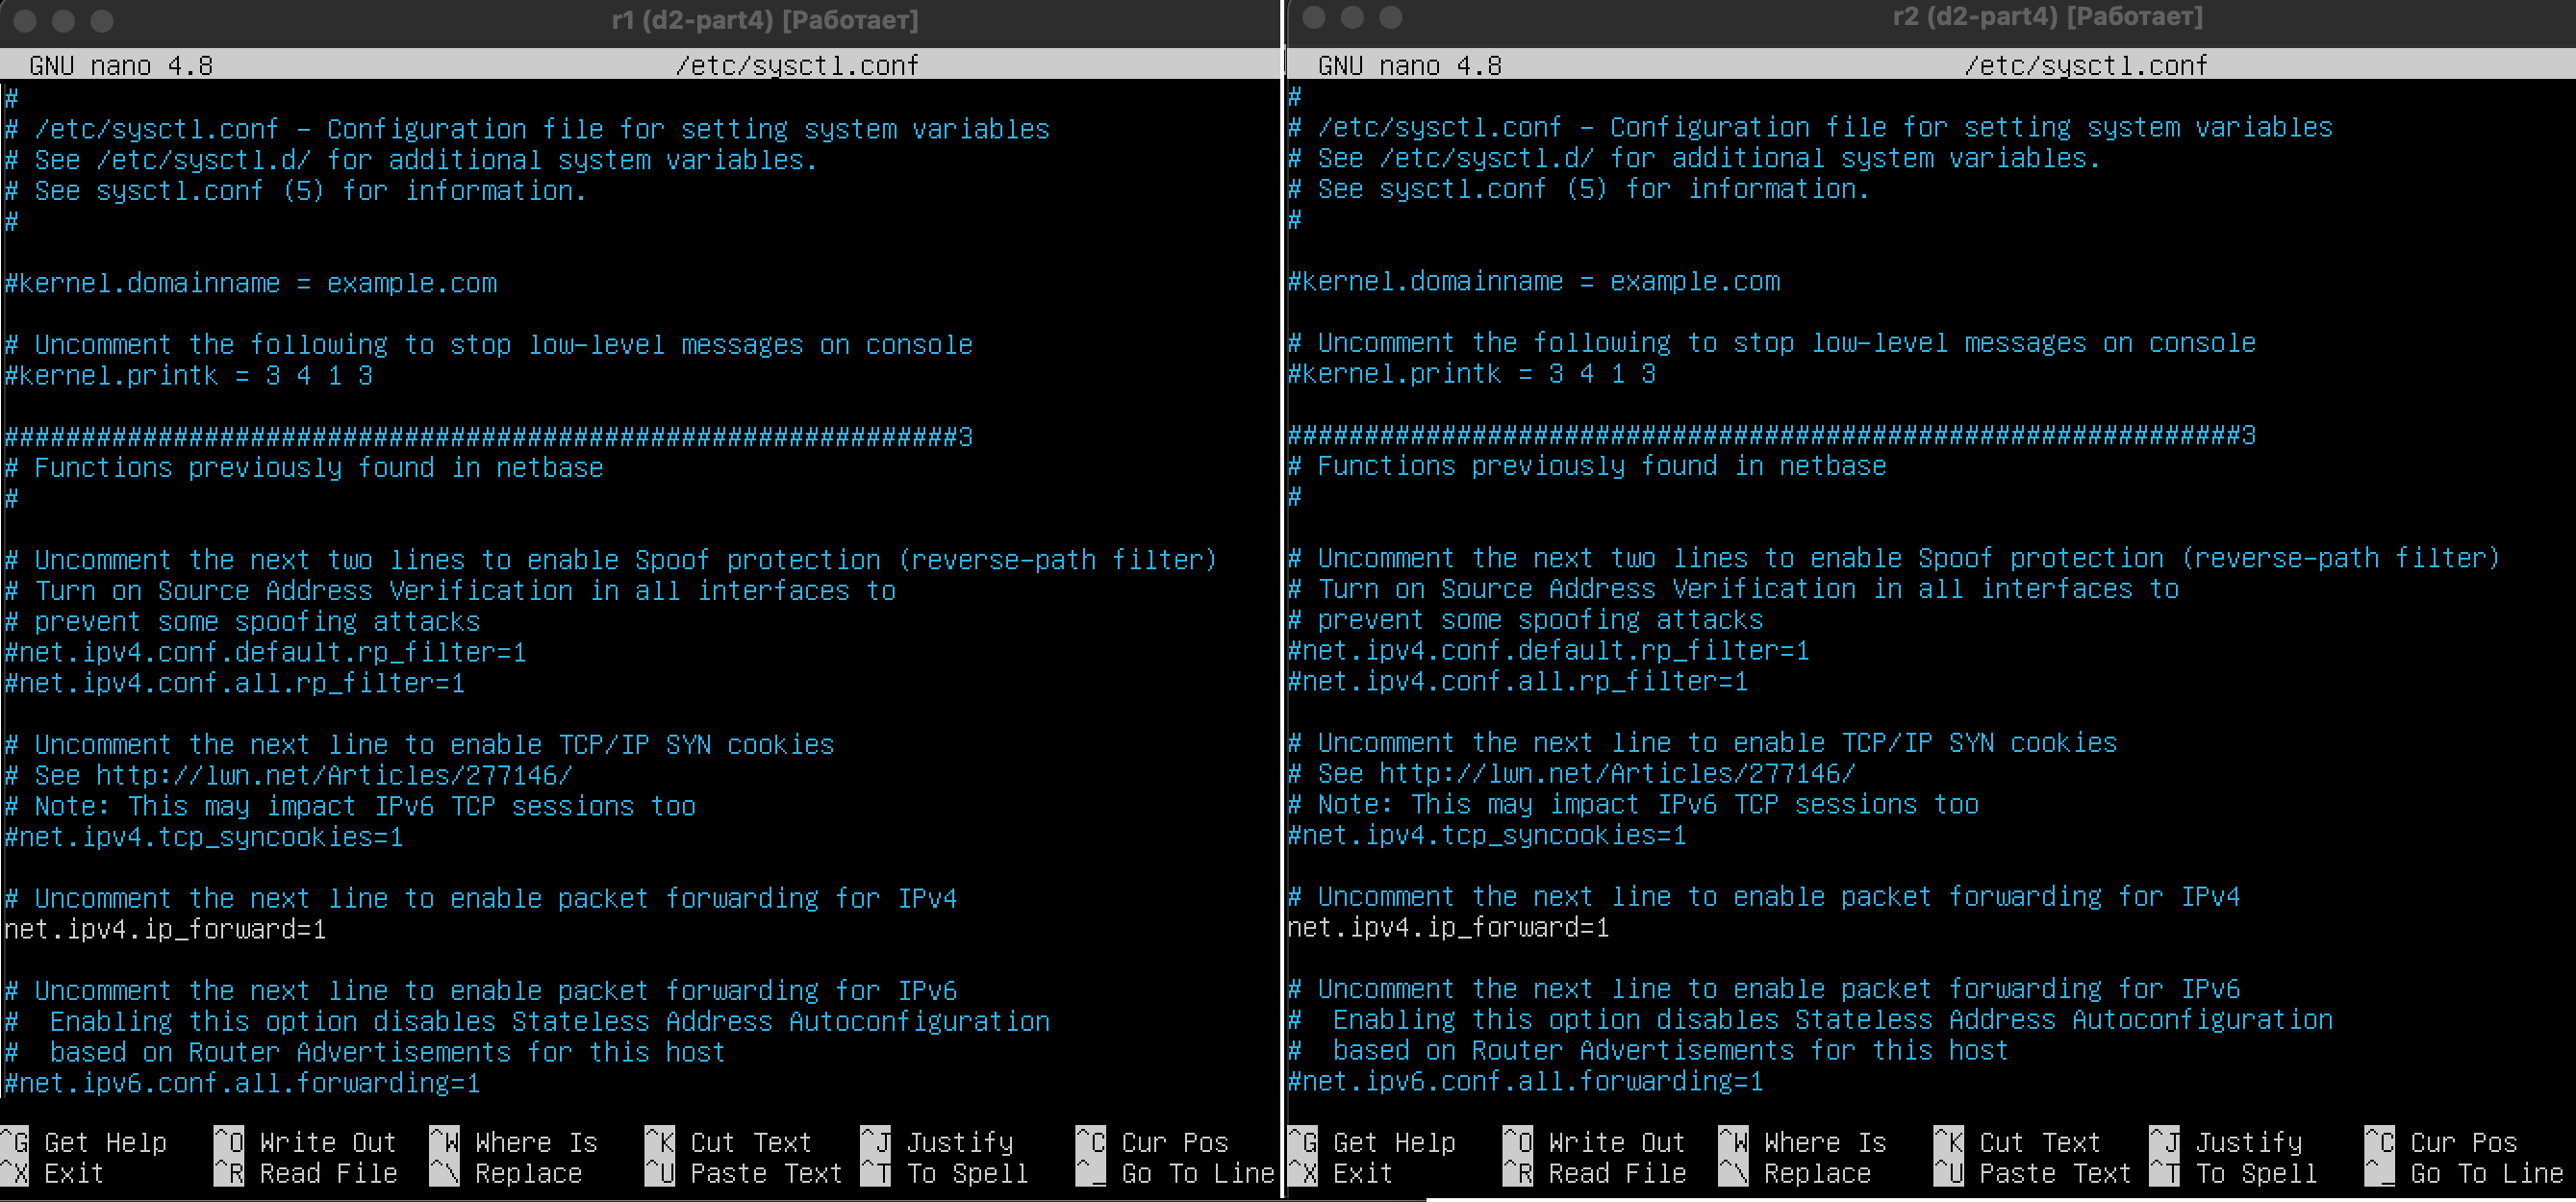 r1 (d2-part4) [Работает]
GNU nano 4.8 /etc/sysctl.conf
#
# /etc/sysctl.conf - Configuration file for setting system variables
# See /etc/sysctl.d/ for additional system variables.
# See sysctl.conf (5) for information.
#
#kernel.domainname = example.com
# Uncomment the following to stop low-level messages on console
#kernel.printk = 3 4 1 3
##############################################################3
# Functions previously found in netbase
#
# Uncomment the next two lines to enable Spoof protection (reverse-path filter)
# Turn on Source Address Verification in all interfaces to
# prevent some spoofing attacks
#net.ipv4.conf.default.rp_filter=1
#net.ipv4.conf.all.rp_filter=1
# Uncomment the next line to enable TCP/IP SYN cookies
# See http://lwn.net/Articles/277146/
# Note: This may impact IPv6 TCP sessions too
#net.ipv4.tcp_syncookies=1
# Uncomment the next line to enable packet forwarding for IPv4
net.ipv4.ip_forward=1
# Uncomment the next line to enable packet forwarding for IPv6
#  Enabling this option disables Stateless Address Autoconfiguration
#  based on Router Advertisements for this host
#net.ipv6.conf.all.forwarding=1
^G Get Help ^O Write Out ^W Where Is ^K Cut Text ^J Justify ^C Cur Pos
^X Exit ^R Read File ^\ Replace ^U Paste Text ^T To Spell ^_ Go To Line
r2 (d2-part4) [Работает]
GNU nano 4.8 /etc/sysctl.conf
#
# /etc/sysctl.conf - Configuration file for setting system variables
# See /etc/sysctl.d/ for additional system variables.
# See sysctl.conf (5) for information.
#
#kernel.domainname = example.com
# Uncomment the following to stop low-level messages on console
#kernel.printk = 3 4 1 3
##############################################################3
# Functions previously found in netbase
#
# Uncomment the next two lines to enable Spoof protection (reverse-path filter)
# Turn on Source Address Verification in all interfaces to
# prevent some spoofing attacks
#net.ipv4.conf.default.rp_filter=1
#net.ipv4.conf.all.rp_filter=1
# Uncomment the next line to enable TCP/IP SYN cookies
# See http://lwn.net/Articles/277146/
# Note: This may impact IPv6 TCP sessions too
#net.ipv4.tcp_syncookies=1
# Uncomment the next line to enable packet forwarding for IPv4
net.ipv4.ip_forward=1
# Uncomment the next line to enable packet forwarding for IPv6
#  Enabling this option disables Stateless Address Autoconfiguration
#  based on Router Advertisements for this host
#net.ipv6.conf.all.forwarding=1
^G Get Help ^O Write Out ^W Where Is ^K Cut Text ^J Justify ^C Cur Pos
^X Exit ^R Read File ^\ Replace ^U Paste Text ^T To Spell ^_ Go To Line